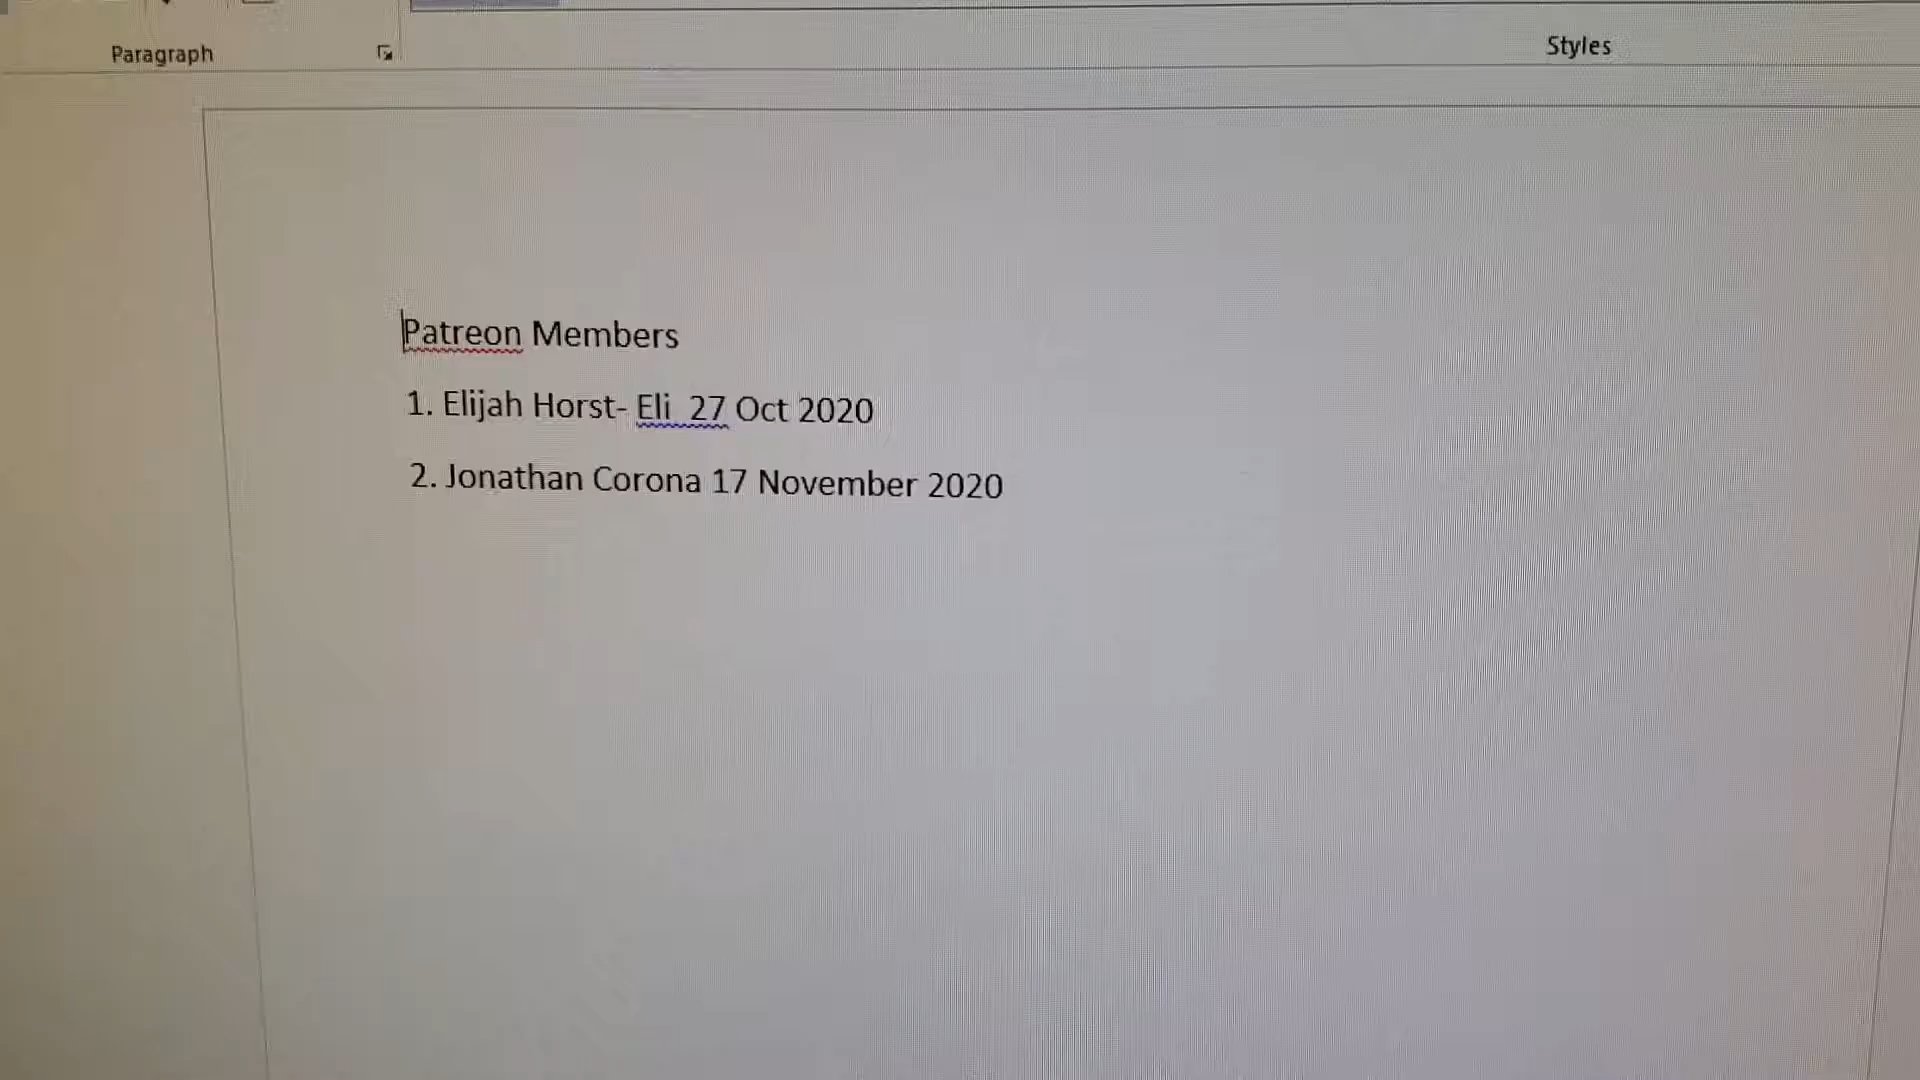 Paragraph
Styles
Patreon Members
1. Elijah Horst- Eli  27 Oct 2020
2. Jonathan Corona 17 November 2020